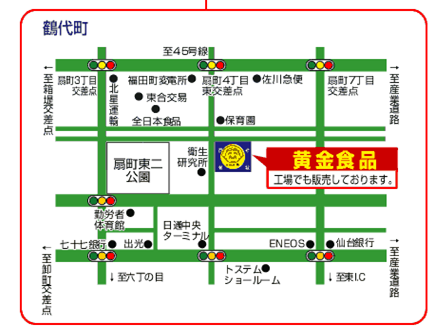 鶴代町
至45号線
←至箱堤交差点
扇町3丁目
交差点
北星運輸
福田町変電所
扇町4丁目
東交差点
佐川急便
扇町7丁目
交差点
→至産業道路
東合交易
全日本食品
保育園
扇町東二
公園
衛生
研究所
黄金食品
工場でも販売しております。
勤労者
体育館
日通中央
ターミナル
←至卸町交差点
七十七銀行
出光
ENEOS
仙台銀行
→至産業道路
↓至六丁の目
トステム
ショールーム
↓至東I.C